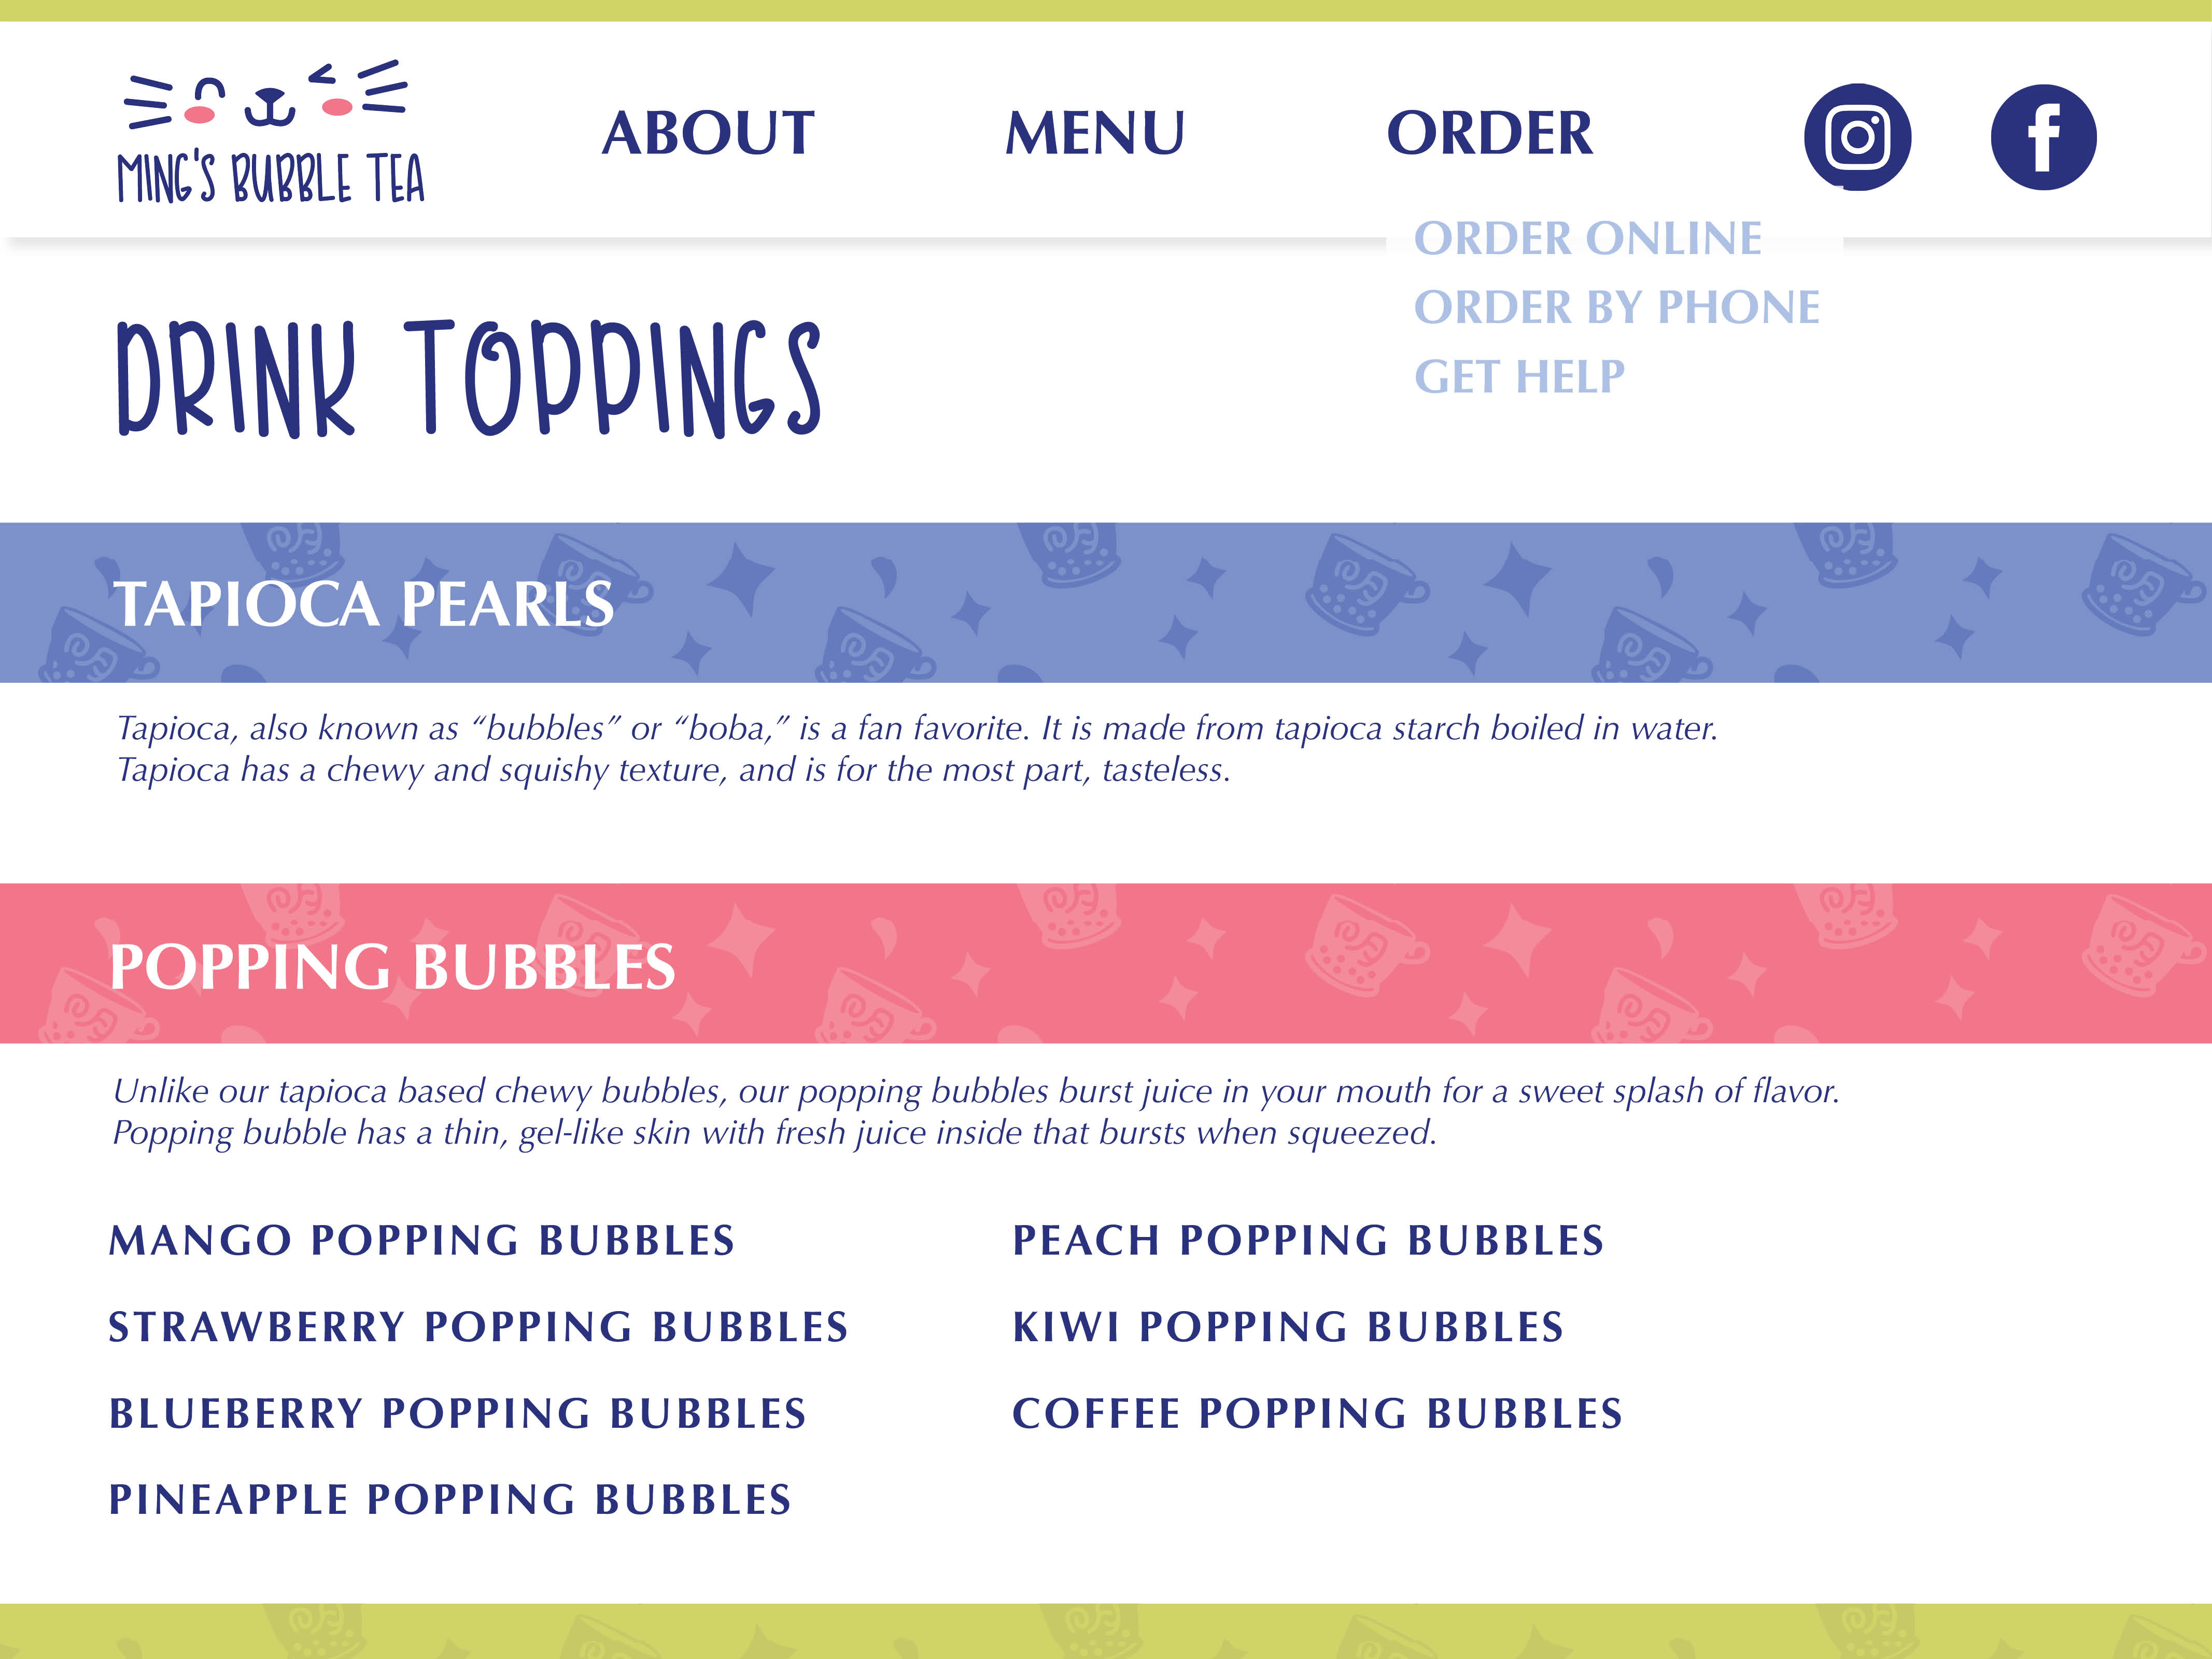 MING'S BUBBLE TEA
ABOUT
MENU
ORDER
ORDER ONLINE
ORDER BY PHONE
GET HELP
DRINK TOPPINGS
TAPIOCA PEARLS
Tapioca, also known as “bubbles” or “boba,” is a fan favorite. It is made from tapioca starch boiled in water.
Tapioca has a chewy and squishy texture, and is for the most part, tasteless.
POPPING BUBBLES
Unlike our tapioca based chewy bubbles, our popping bubbles burst juice in your mouth for a sweet splash of flavor.
Popping bubble has a thin, gel-like skin with fresh juice inside that bursts when squeezed.
MANGO POPPING BUBBLES
STRAWBERRY POPPING BUBBLES
BLUEBERRY POPPING BUBBLES
PINEAPPLE POPPING BUBBLES
PEACH POPPING BUBBLES
KIWI POPPING BUBBLES
COFFEE POPPING BUBBLES